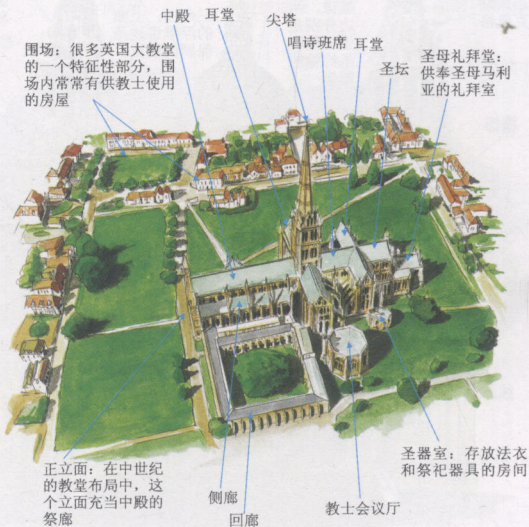 中殿
耳堂
尖塔
唱诗班席
耳堂
圣坛
围场：很多英国大教堂
的一个特征性部分，围
场内常常有供教士使用
的房屋
圣母礼拜堂：
供奉圣母马利
亚的礼拜室
正立面：在中世纪
的教堂布局中，这
个立面充当中殿的
祭廊
侧廊
回廊
教士会议厅
圣器室：存放法衣
和祭祀器具的房间